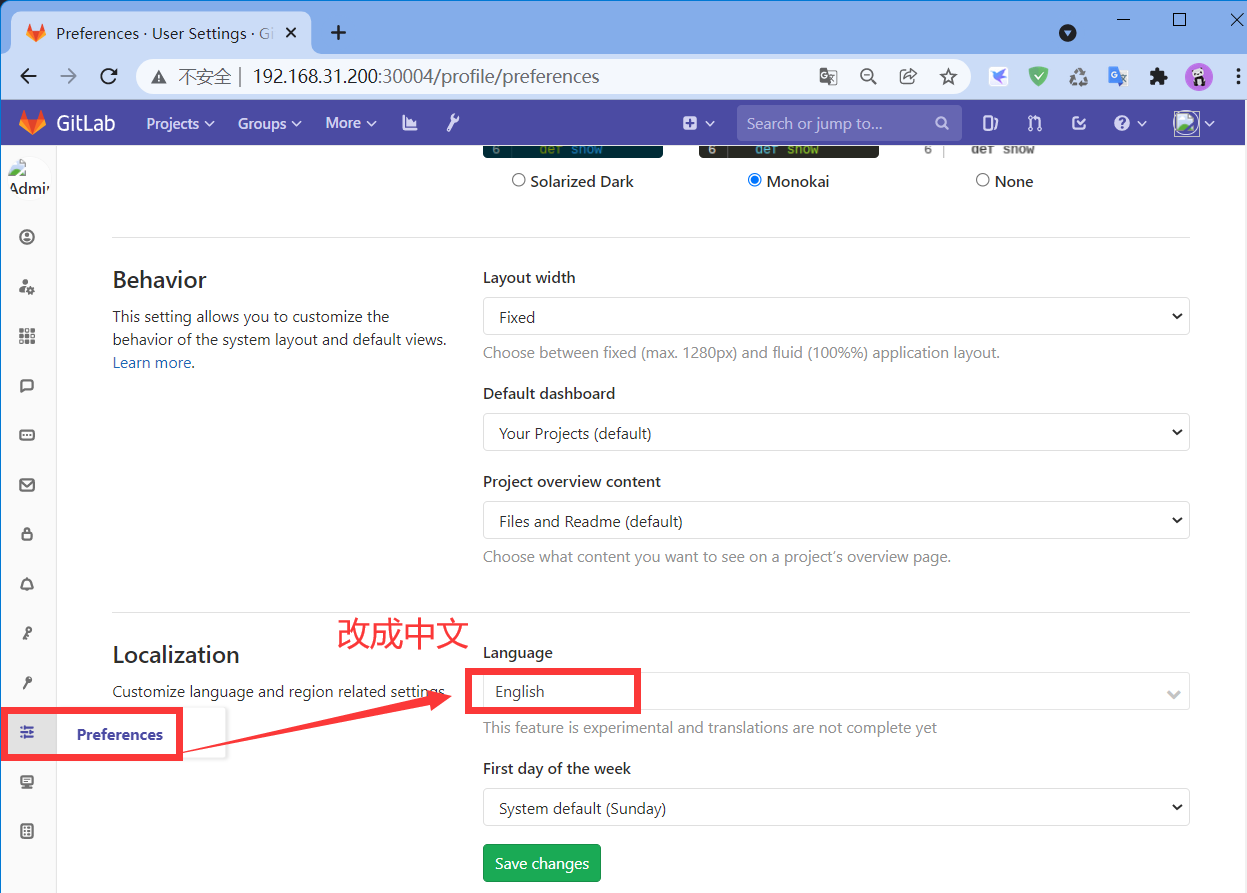 Preferences · User Settings · Gi
不安全 | 192.168.31.200:30004/profile/preferences
GitLab Projects Groups More Search or jump to...
Admi
6 def show 6 def show 6 def show
Solarized Dark Monokai None
Behavior
This setting allows you to customize the
behavior of the system layout and default views.
Learn more.
Layout width
Fixed
Choose between fixed (max. 1280px) and fluid (100%%) application layout.
Default dashboard
Your Projects (default)
Project overview content
Files and Readme (default)
Choose what content you want to see on a project's overview page.
改成中文
Localization
Customize language and region related settings.
Preferences
Language
English
This feature is experimental and translations are not complete yet
First day of the week
System default (Sunday)
Save changes